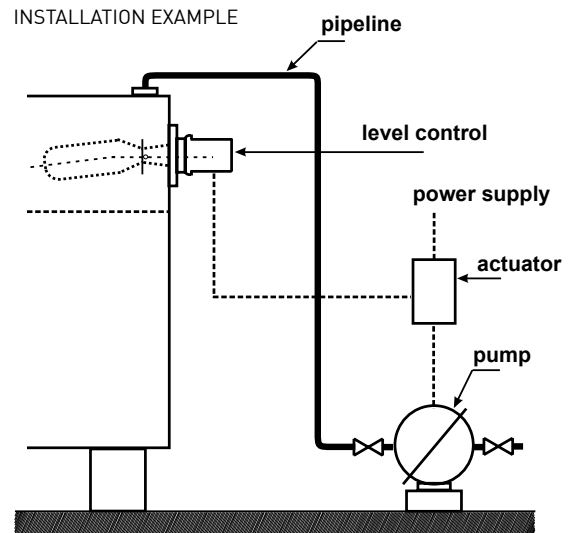 INSTALLATION EXAMPLE
pipeline
level control
power supply
actuator
pump